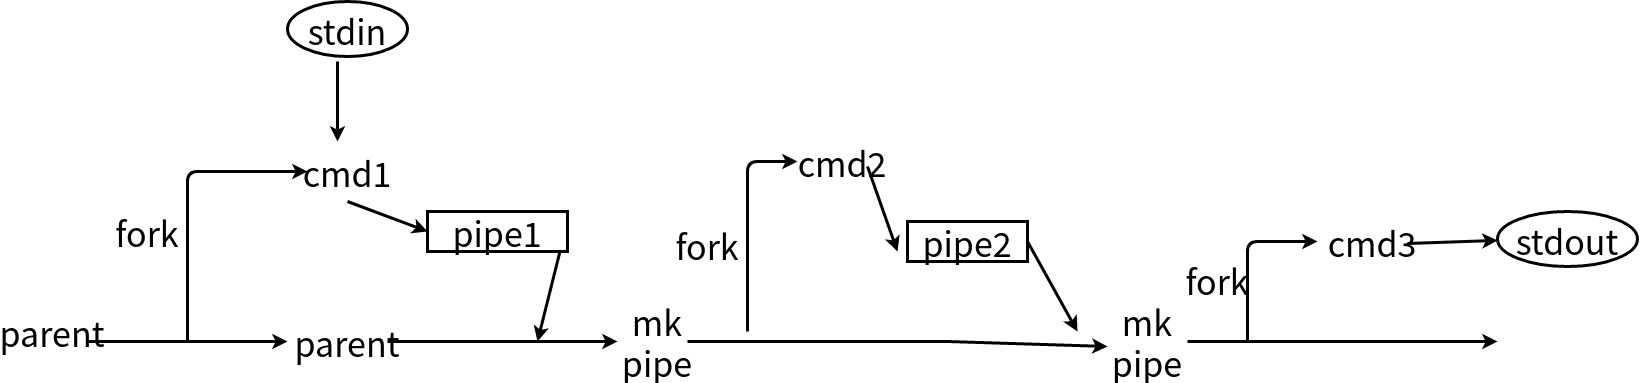 stdin
cmd1
cmd2
fork
pipe1
fork
pipe2
cmd3
stdout
fork
parent
parent
mk
pipe
mk
pipe